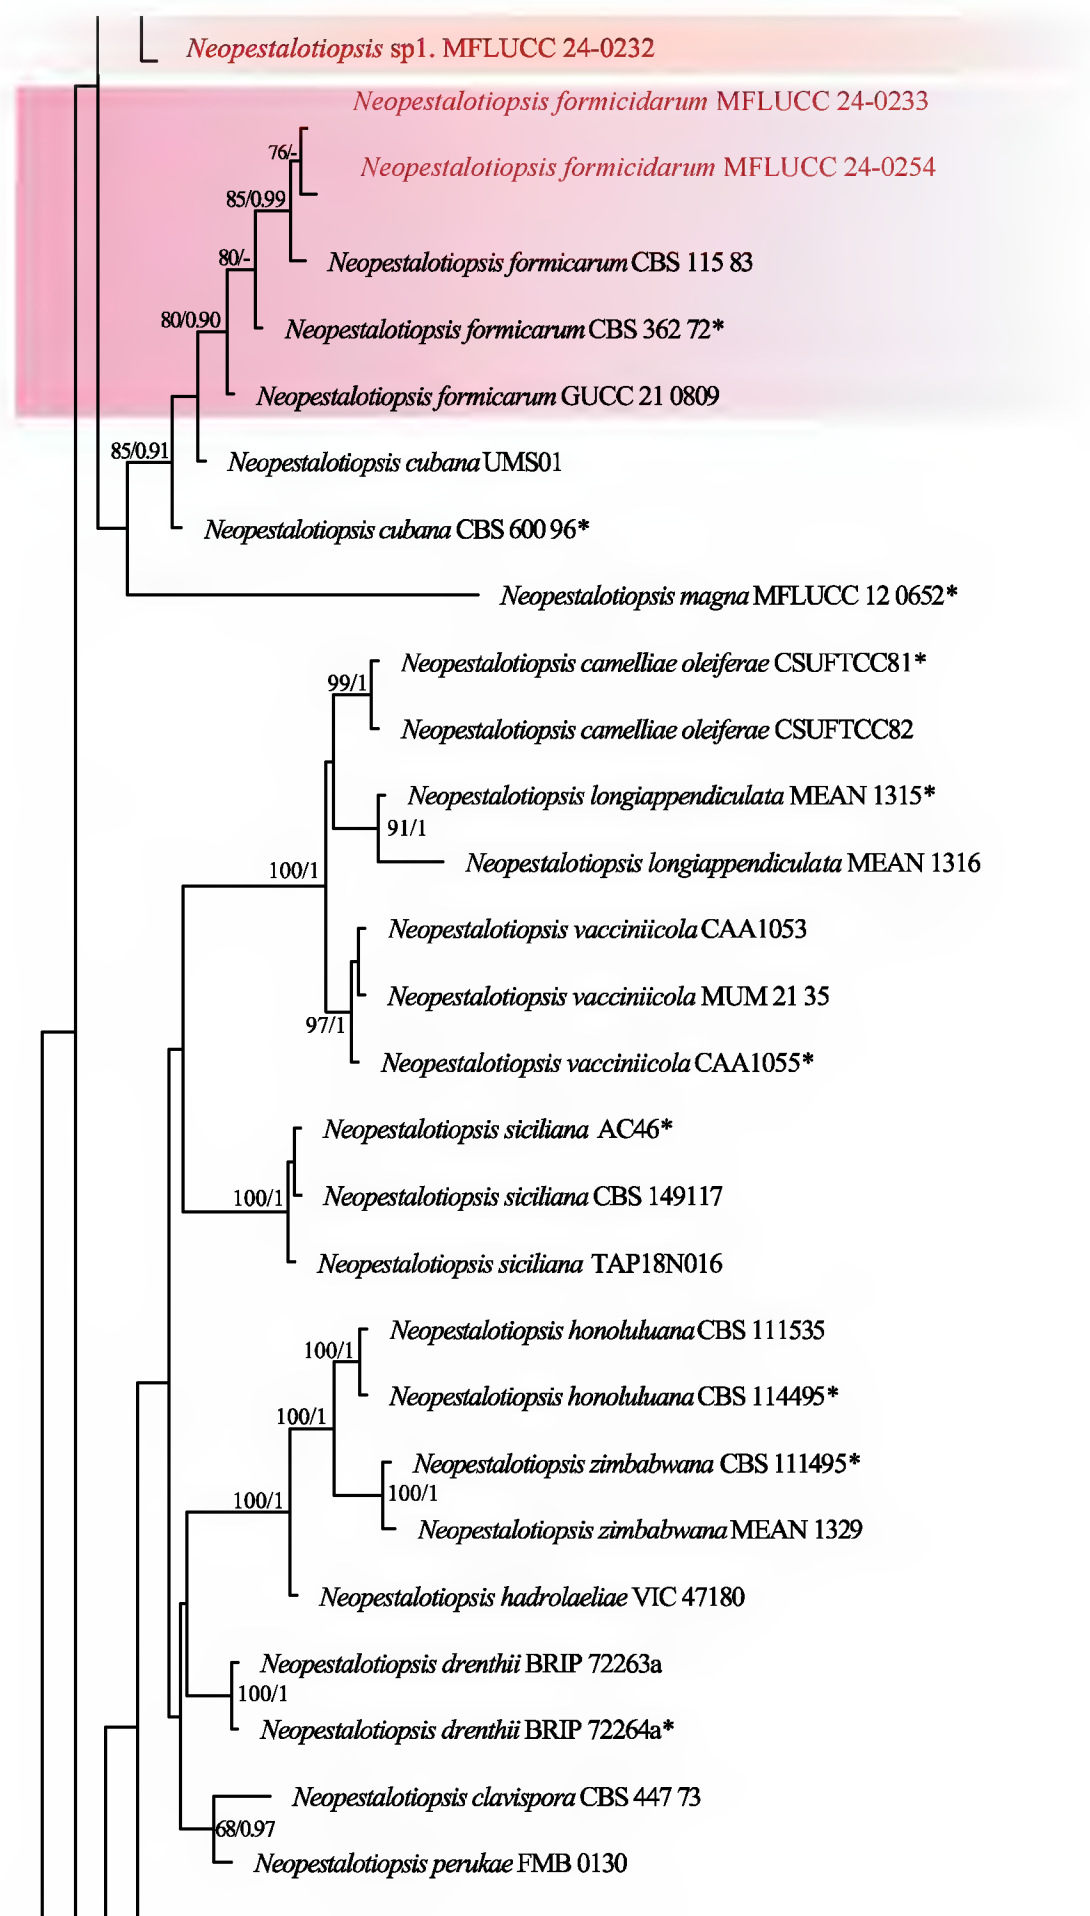 Neopestalotiopsis sp1. MFLUCC 24-0232
Neopestalotiopsis formicidarum MFLUCC 24-0233
76/-
Neopestalotiopsis formicidarum MFLUCC 24-0254
85/0.99
80/-
Neopestalotiopsis formicarum CBS 115 83
80/0.90
Neopestalotiopsis formicarum CBS 362 72*
Neopestalotiopsis formicarum GUCC 21 0809
85/0.91
Neopestalotiopsis cubana UMS01
Neopestalotiopsis cubana CBS 600 96*
Neopestalotiopsis magna MFLUCC 12 0652*
Neopestalotiopsis camelliae oleiferae CSUFTCC81*
99/1
Neopestalotiopsis camelliae oleiferae CSUFTCC82
Neopestalotiopsis longiappendiculata MEAN 1315*
91/1
Neopestalotiopsis longiappendiculata MEAN 1316
100/1
Neopestalotiopsis vacciniicola CAA1053
Neopestalotiopsis vacciniicola MUM 21 35
97/1
Neopestalotiopsis vacciniicola CAA1055*
Neopestalotiopsis siciliana AC46*
100/1
Neopestalotiopsis siciliana CBS 149117
Neopestalotiopsis siciliana TAP18N016
Neopestalotiopsis honoluluana CBS 111535
100/1
Neopestalotiopsis honoluluana CBS 114495*
100/1
Neopestalotiopsis zimbabwana CBS 111495*
100/1
100/1
Neopestalotiopsis zimbabwana MEAN 1329
Neopestalotiopsis hadrolaeliae VIC 47180
Neopestalotiopsis drenthii BRIP 72263a
100/1
Neopestalotiopsis drenthii BRIP 72264a*
Neopestalotiopsis clavispora CBS 447 73
68/0.97
Neopestalotiopsis perukae FMB 0130